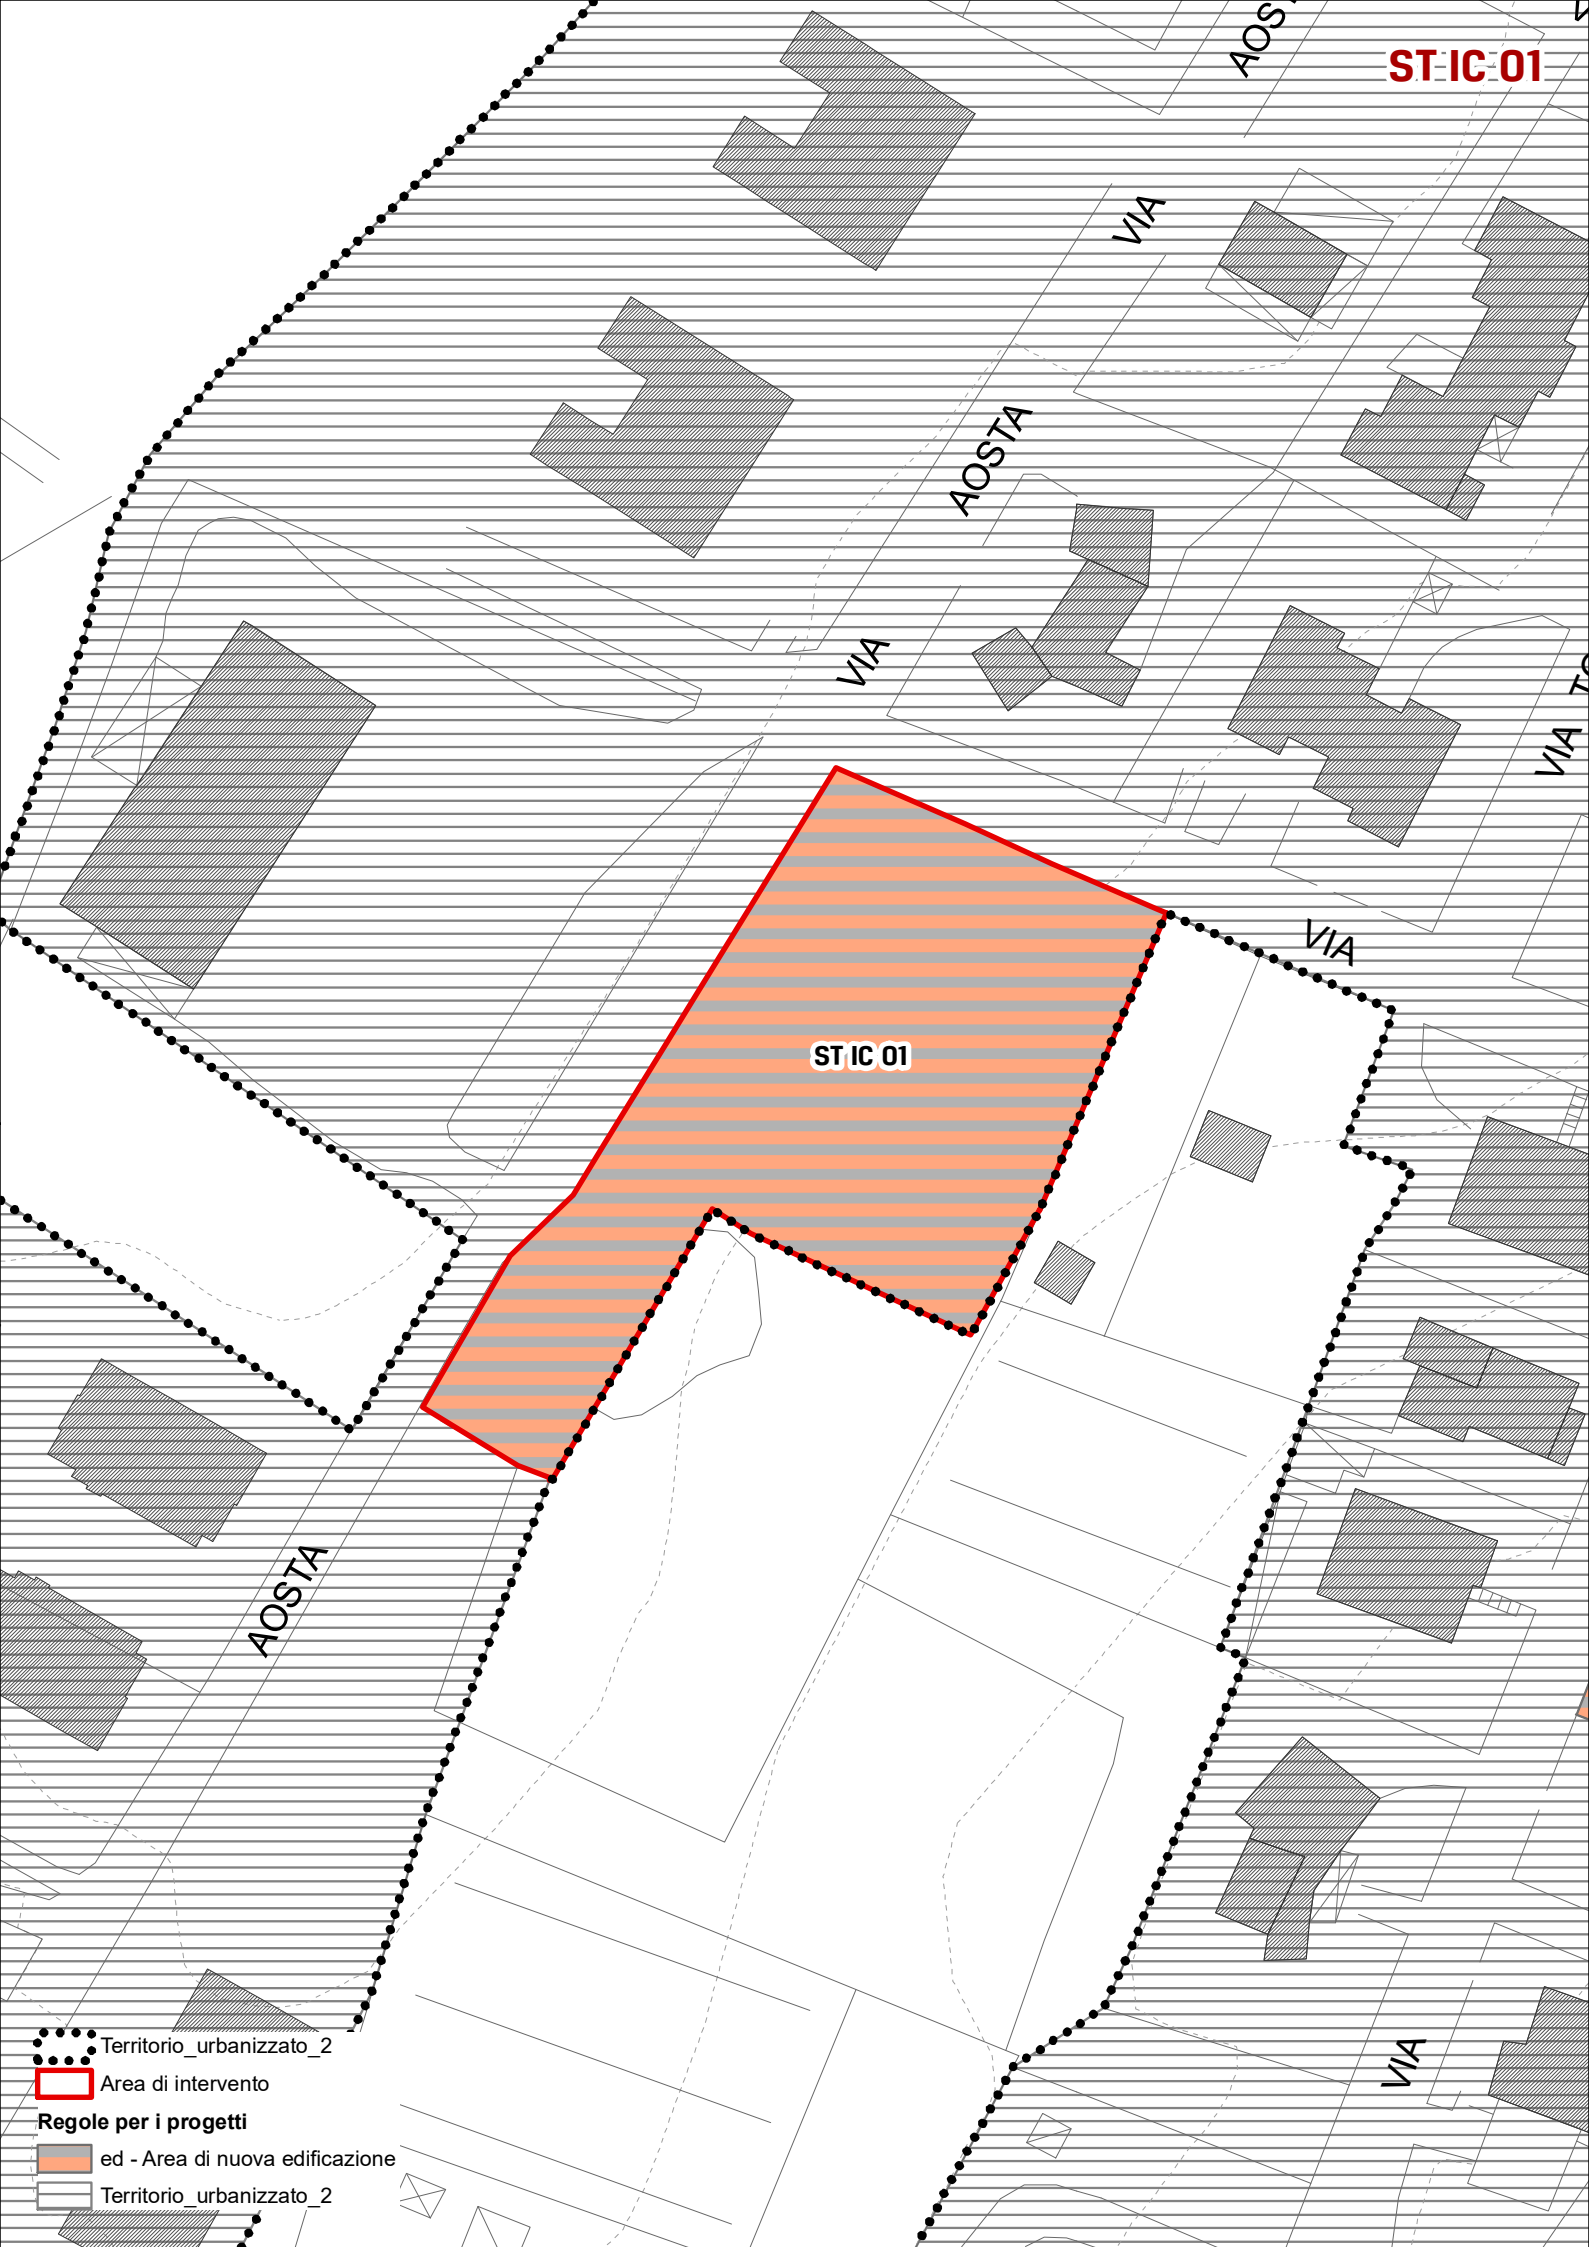 AOST
ST IC 01
VIA
AOSTA
VIA
VIA
VIA
ST IC 01
AOSTA
VIA
Territorio_urbanizzato_2
Area di intervento
Regole per i progetti
ed - Area di nuova edificazione
Territorio_urbanizzato_2